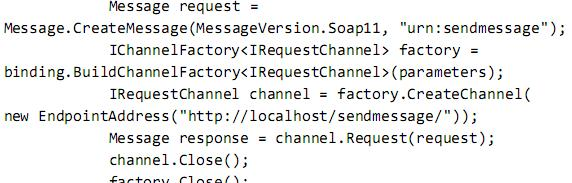 Message request =
Message.CreateMessage(MessageVersion.Soap11, "urn:sendmessage");
IChannelFactory<IRequestChannel> factory =
binding.BuildChannelFactory<IRequestChannel>(parameters);
IRequestChannel channel = factory.CreateChannel(
new EndpointAddress("http://localhost/sendmessage/"));
Message response = channel.Request(request);
channel.Close();
factory.Close();